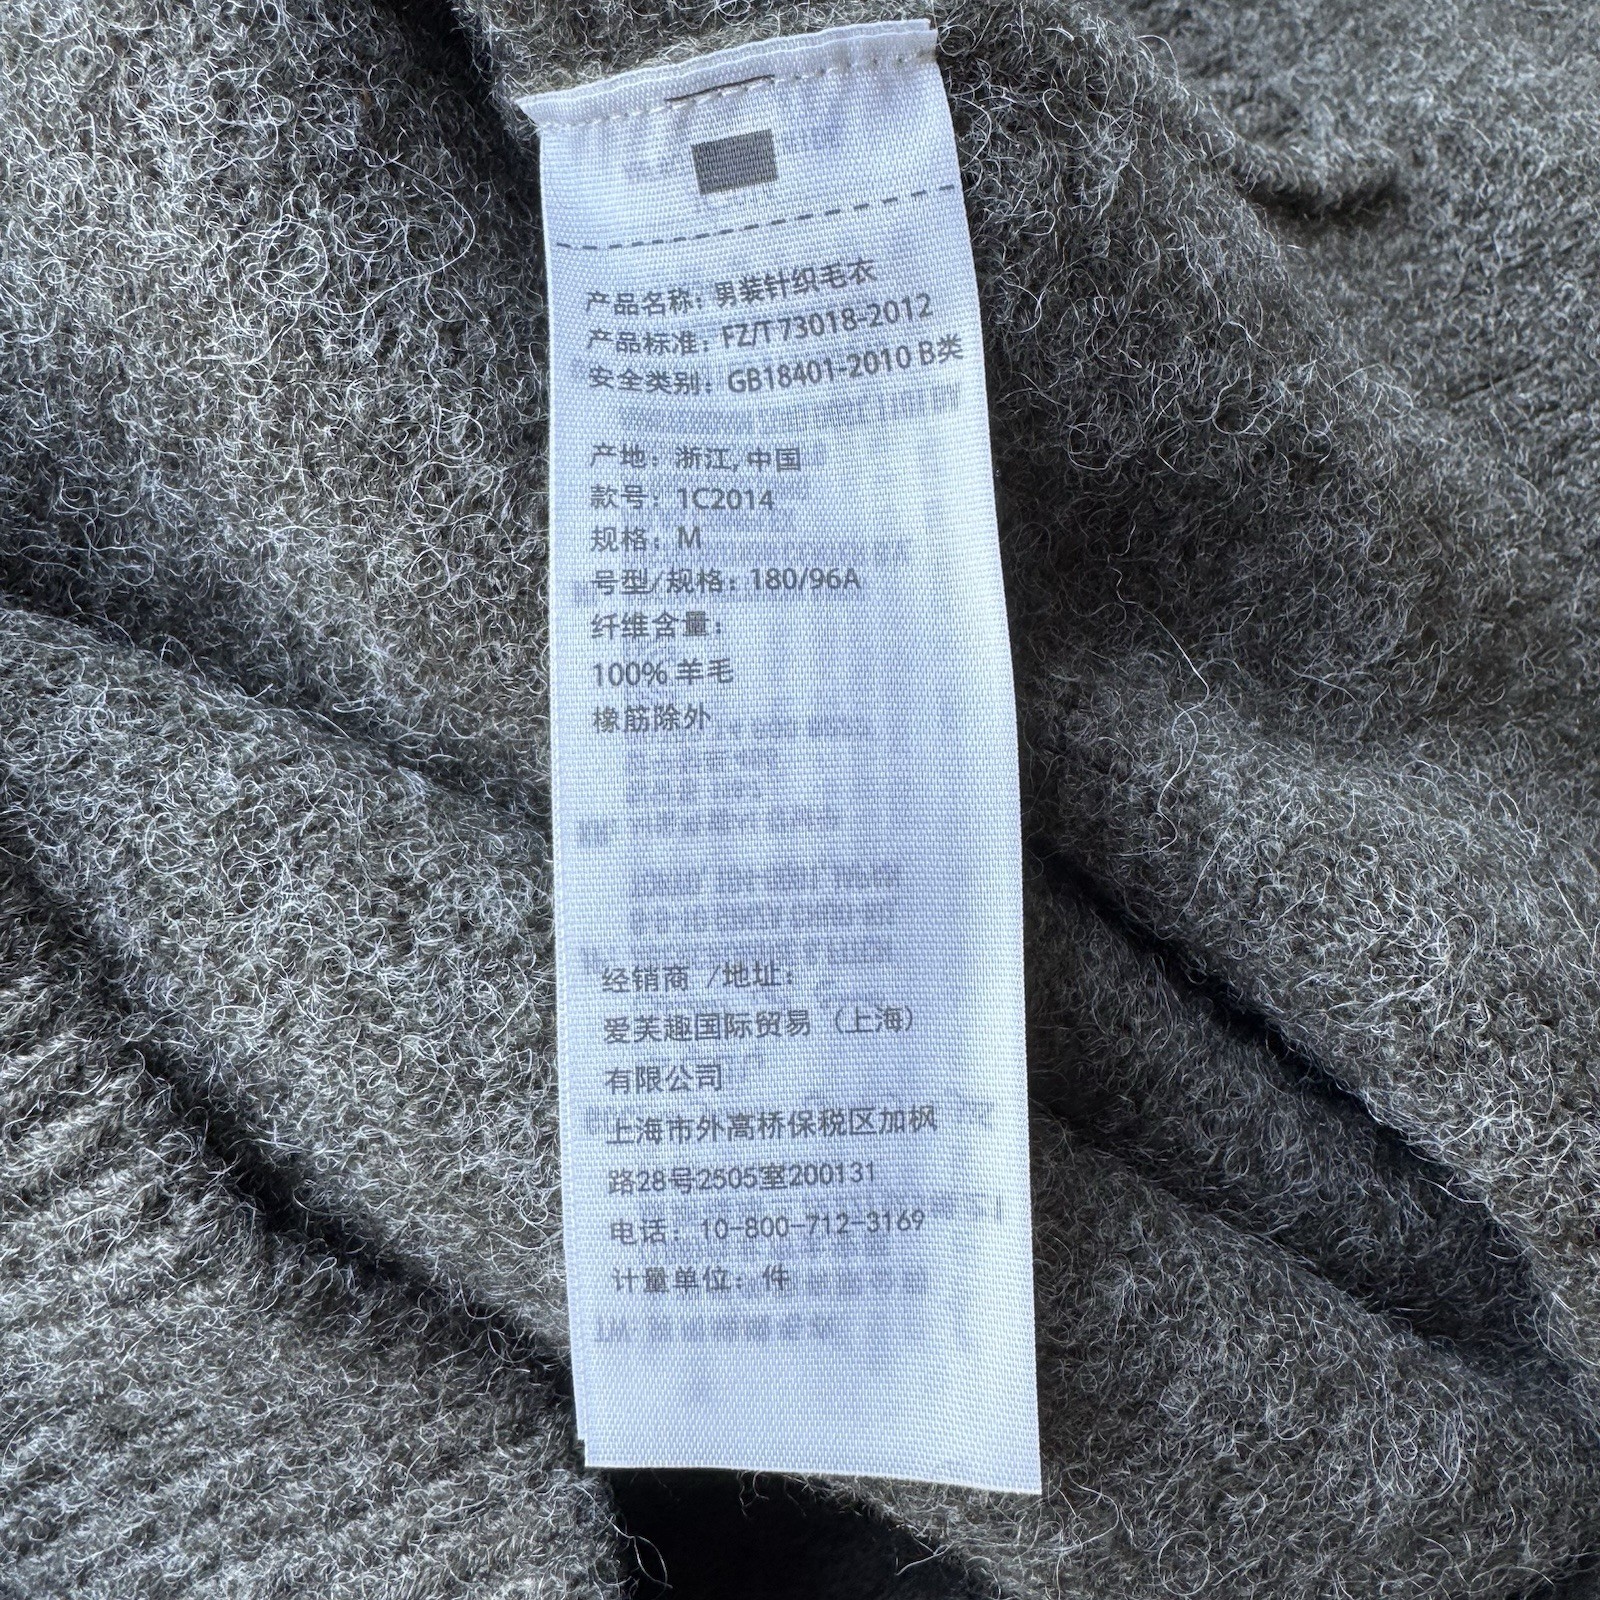 产品名称: 男装针织毛衣
产品标准: FZ/T 73018-2012
安全类别: GB18401-2010 B类
产地: 浙江, 中国
款号: 1C2014
规格: M
号型/规格: 180/96A
纤维含量:
100% 羊毛
橡筋除外
经销商 /地址:
爱芙趣国际贸易 (上海)
有限公司
上海市外高桥保税区加枫
路28号2505室200131
电话: 10-800-712-3169
计量单位: 件